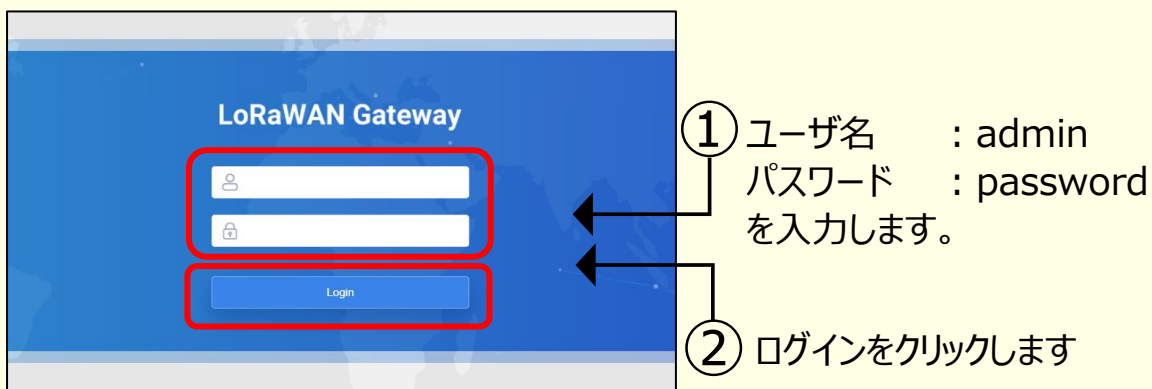 LoRaWAN Gateway
Login
① ユーザ名 : admin
パスワード : password
を入力します。
② ログインをクリックします